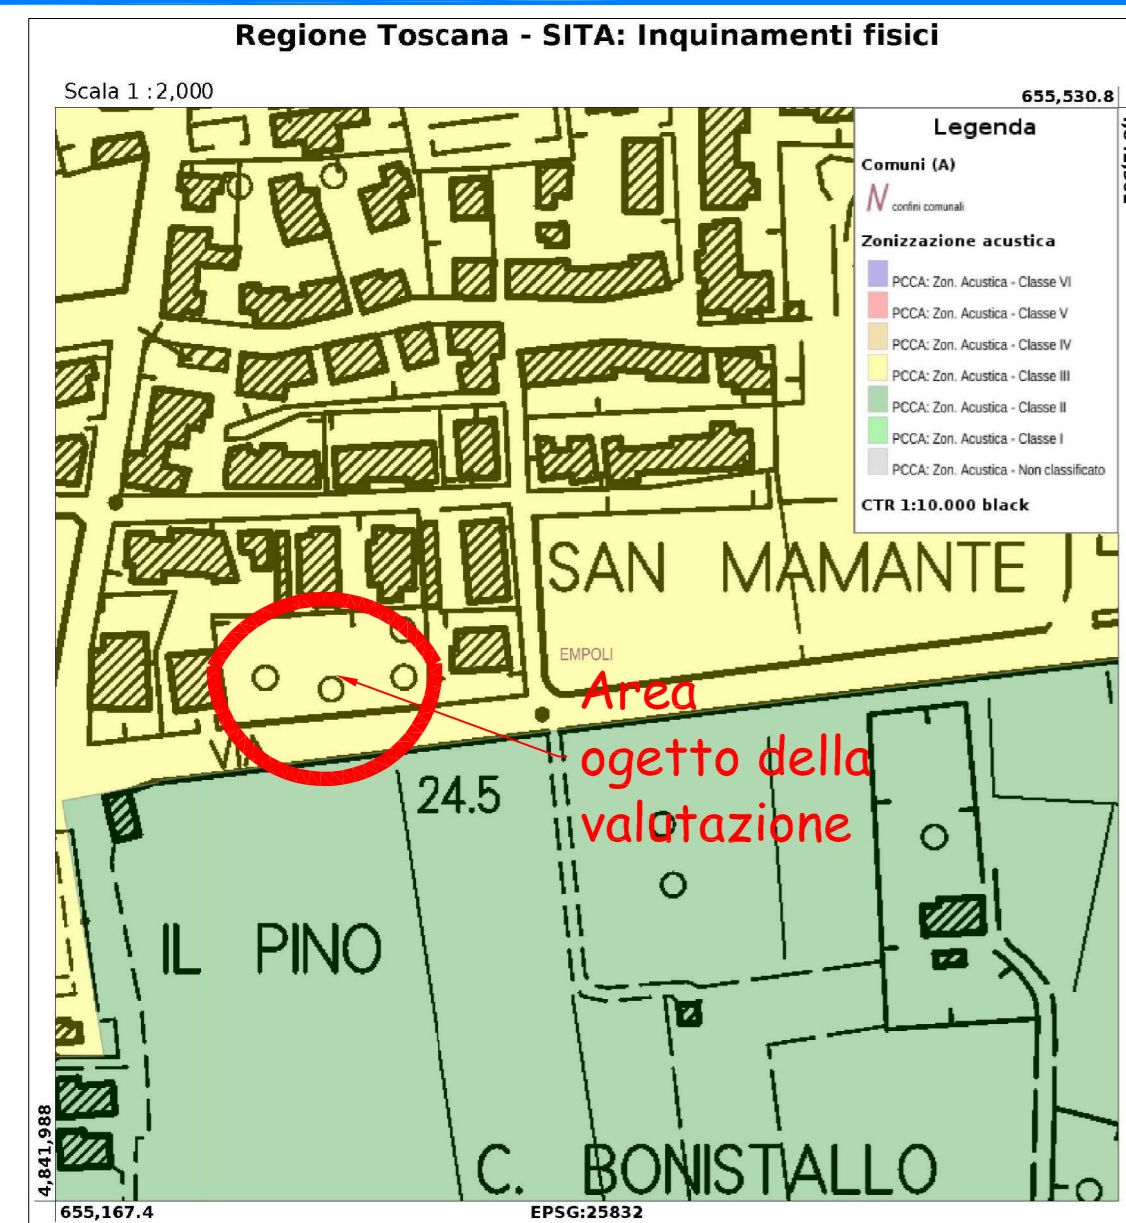 Regione Toscana - SITA: Inquinamenti fisici
Scala 1 : 2,000
655,530.8
Legenda
Comuni (A)
confini comunali
Zonizzazione acustica
PCCA: Zon. Acustica - Classe VI
PCCA: Zon. Acustica - Classe V
PCCA: Zon. Acustica - Classe IV
PCCA: Zon. Acustica - Classe III
PCCA: Zon. Acustica - Classe II
PCCA: Zon. Acustica - Classe I
PCCA: Zon. Acustica - Non classificato
CTR 1:10.000 black
SAN MAMANTE
EMPOLI
Area
ogetto della
valutazione
VIA
24.5
IL PINO
C. BONISTALLO
4,841,988
655,167.4
EPSG:25832